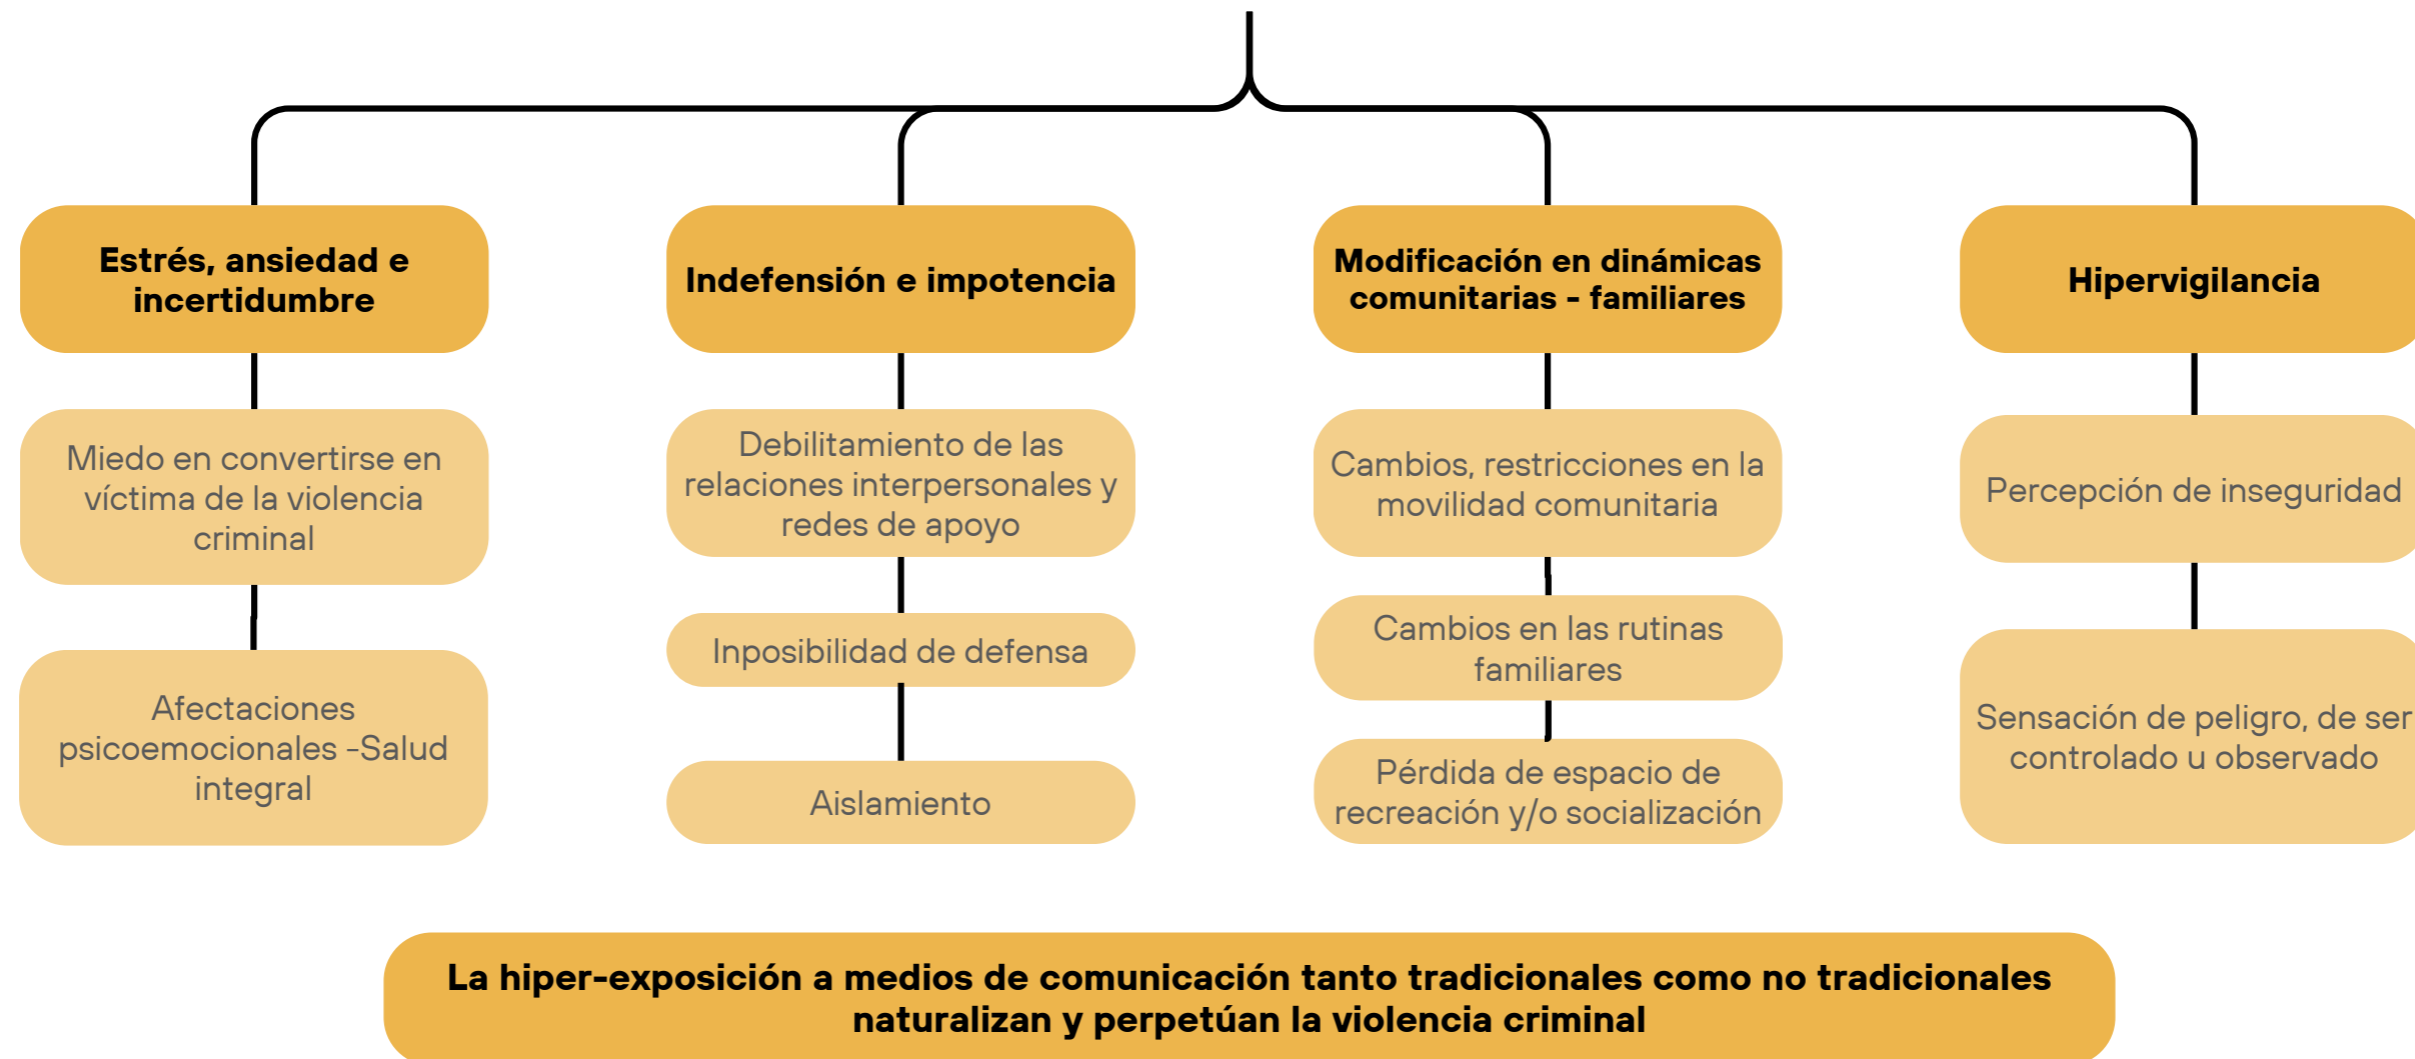 Estrés, ansiedad e
incertidumbre
Miedo en convertirse en
víctima de la violencia
criminal
Afectaciones
psicoemocionales -Salud
integral
Indefensión e impotencia
Debilitamiento de las
relaciones interpersonales y
redes de apoyo
Inposibilidad de defensa
Aislamiento
Modificación en dinámicas
comunitarias - familiares
Cambios, restricciones en la
movilidad comunitaria
Cambios en las rutinas
familiares
Pérdida de espacio de
recreación y/o socialización
Hipervigilancia
Percepción de inseguridad
Sensación de peligro, de ser
controlado u observado
La hiper-exposición a medios de comunicación tanto tradicionales como no tradicionales
naturalizan y perpetúan la violencia criminal